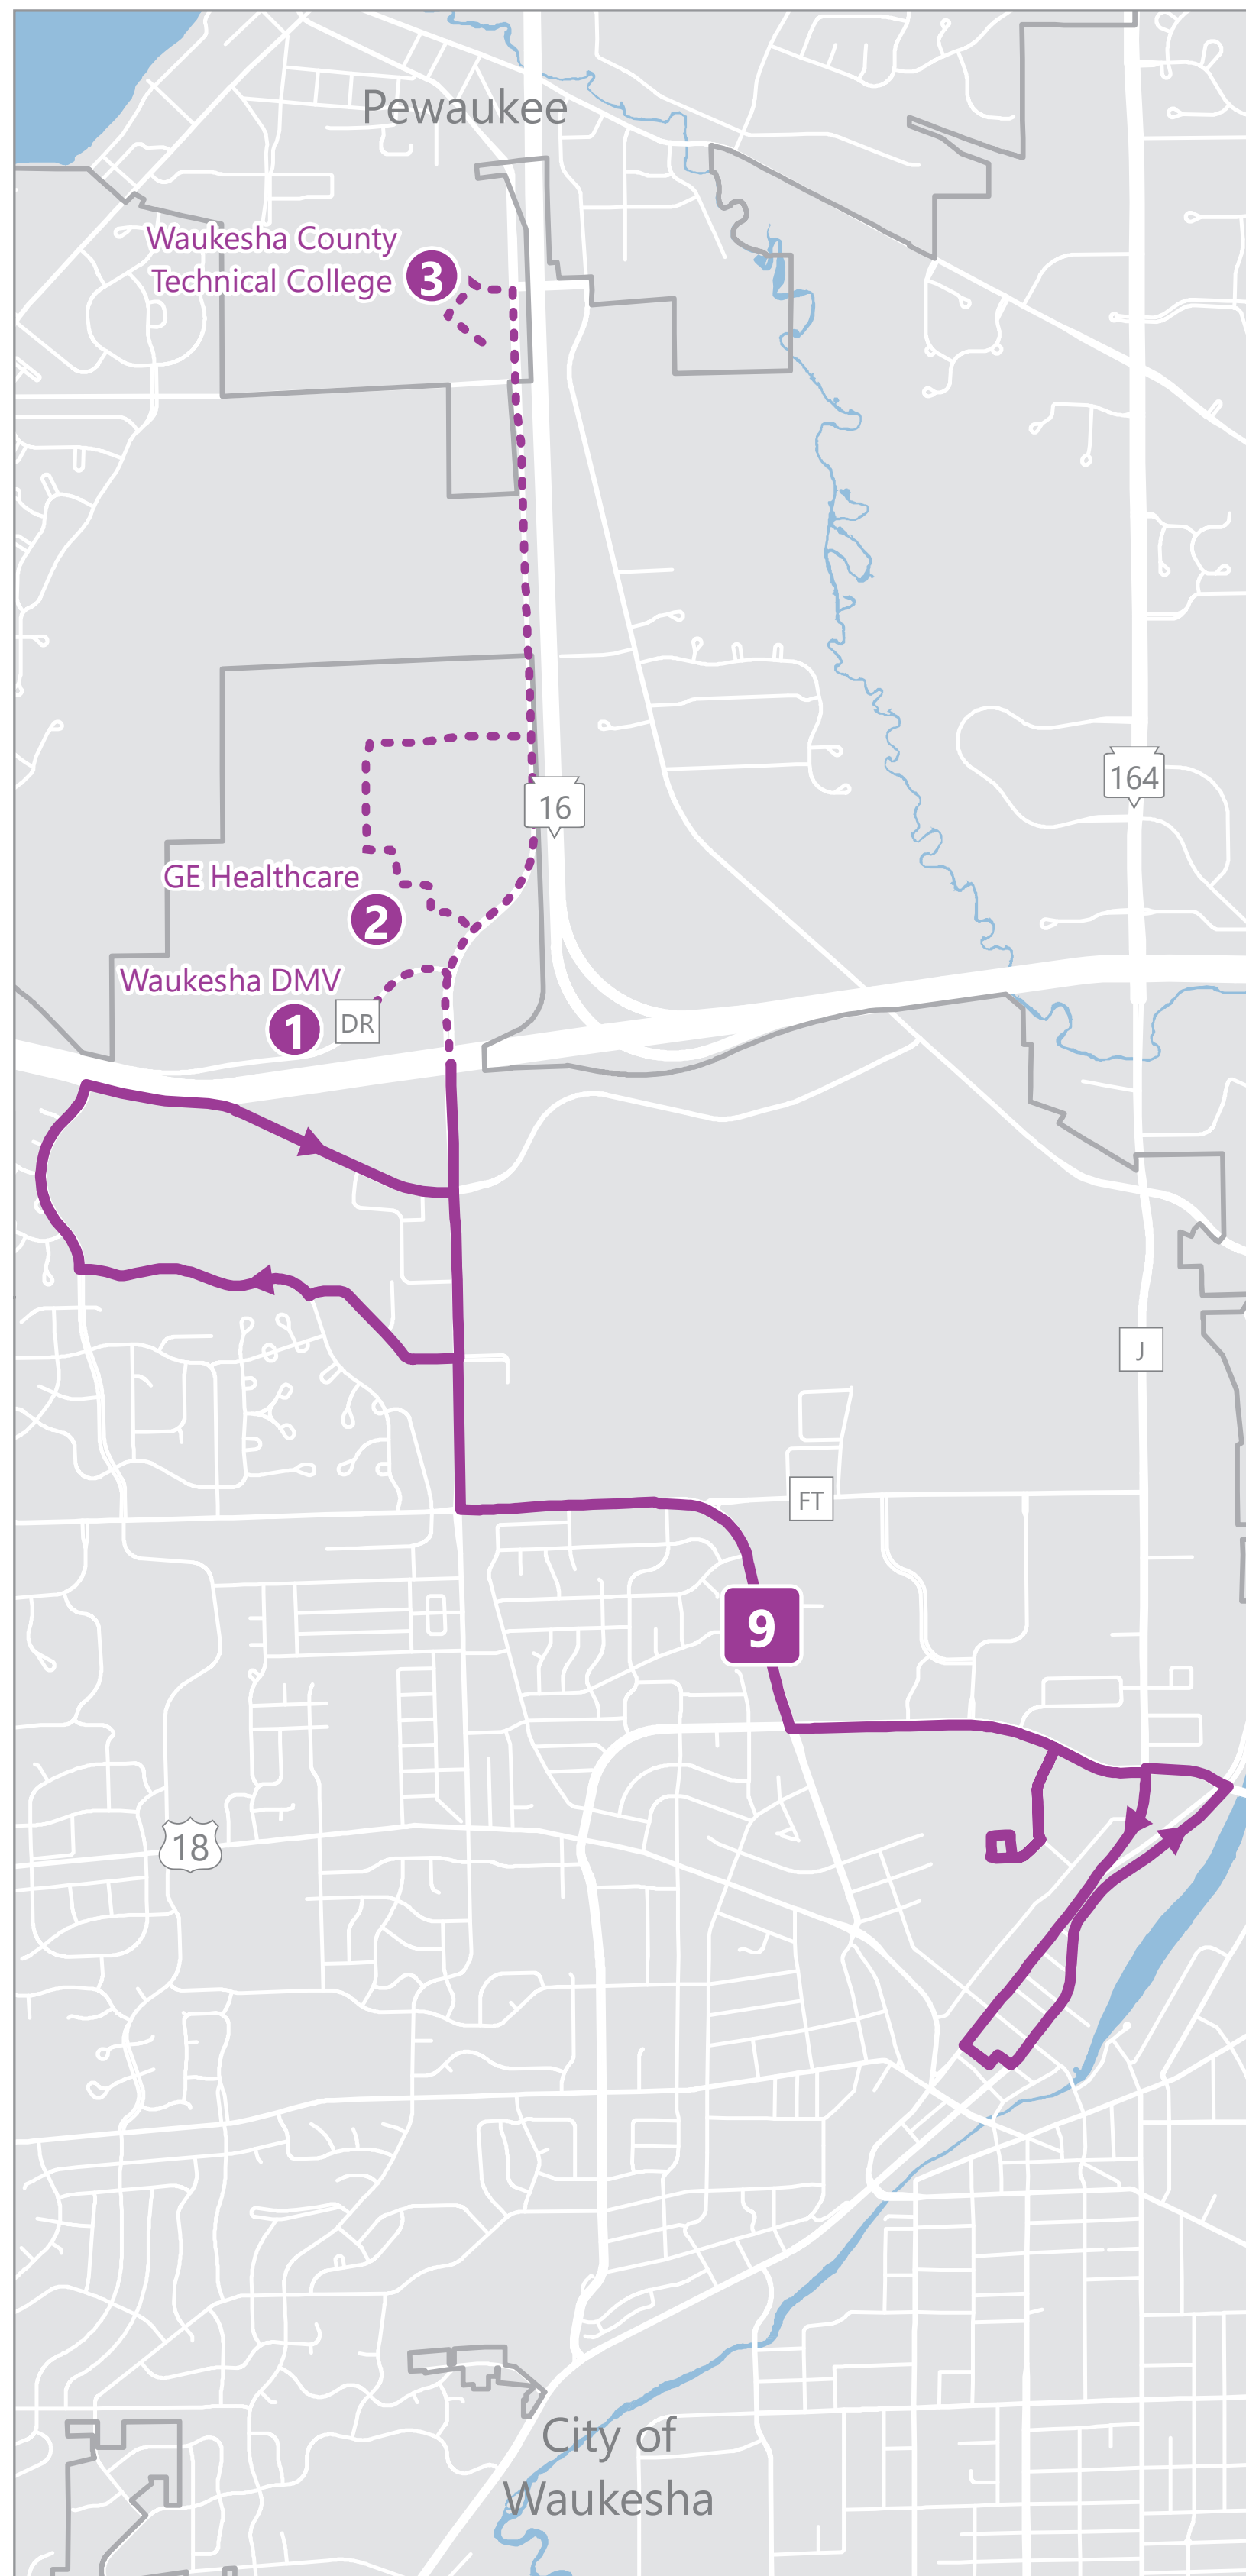 Pewaukee
Waukesha County
Technical College
3
16
164
GE Healthcare
2
Waukesha DMV
1
DR
J
FT
9
18
City of
Waukesha